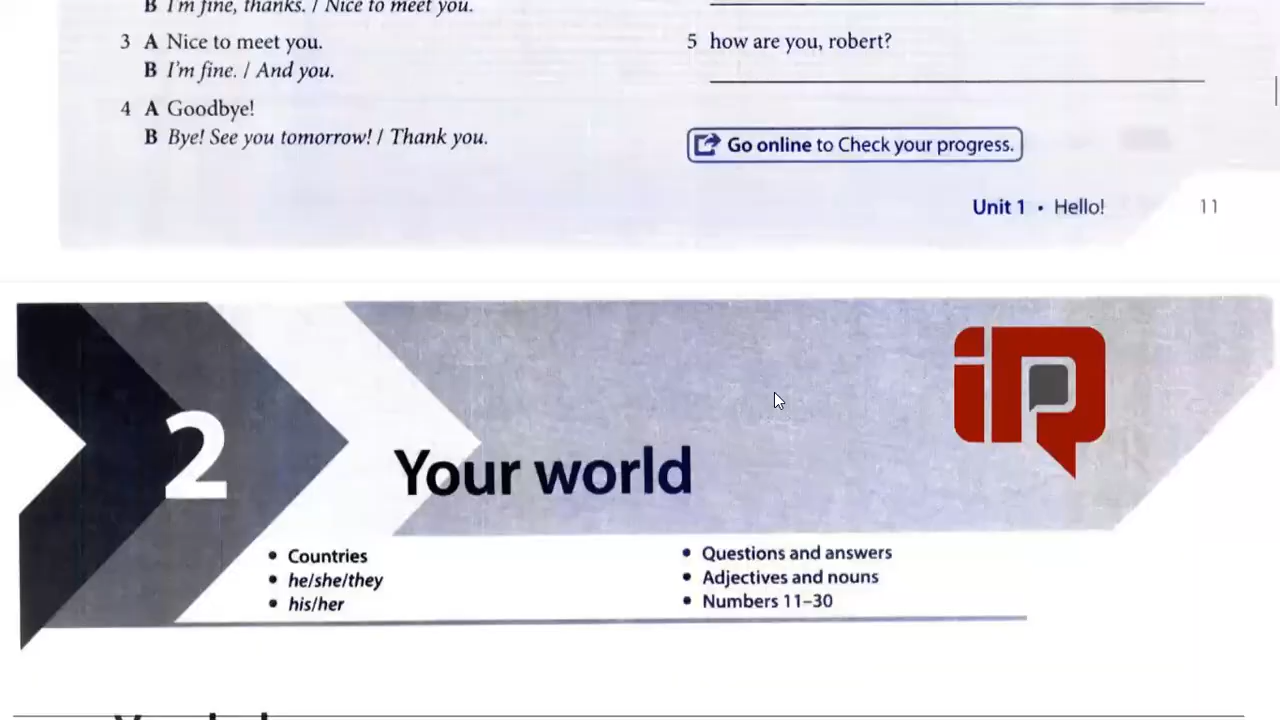 B I'm fine, thanks. / Nice to meet you.
3 A Nice to meet you.
B I'm fine. / And you.
4 A Goodbye!
B Bye! See you tomorrow! / Thank you.
5 how are you, robert?
Go online to Check your progress.
Unit 1 • Hello! 11
2
Your world
iQ
• Countries
• he/she/they
• his/her
• Questions and answers
• Adjectives and nouns
• Numbers 11–30